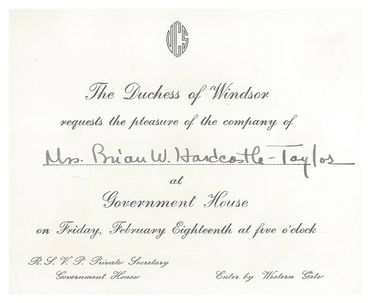 The Duchess of Windsor
requests the pleasure of the company of
Mrs. Brian W. Hardcastle-Taylor
at
Government House
on Friday, February Eighteenth at five o'clock
R.S.V.P. Private Secretary
Government House
Enter by Western Gate